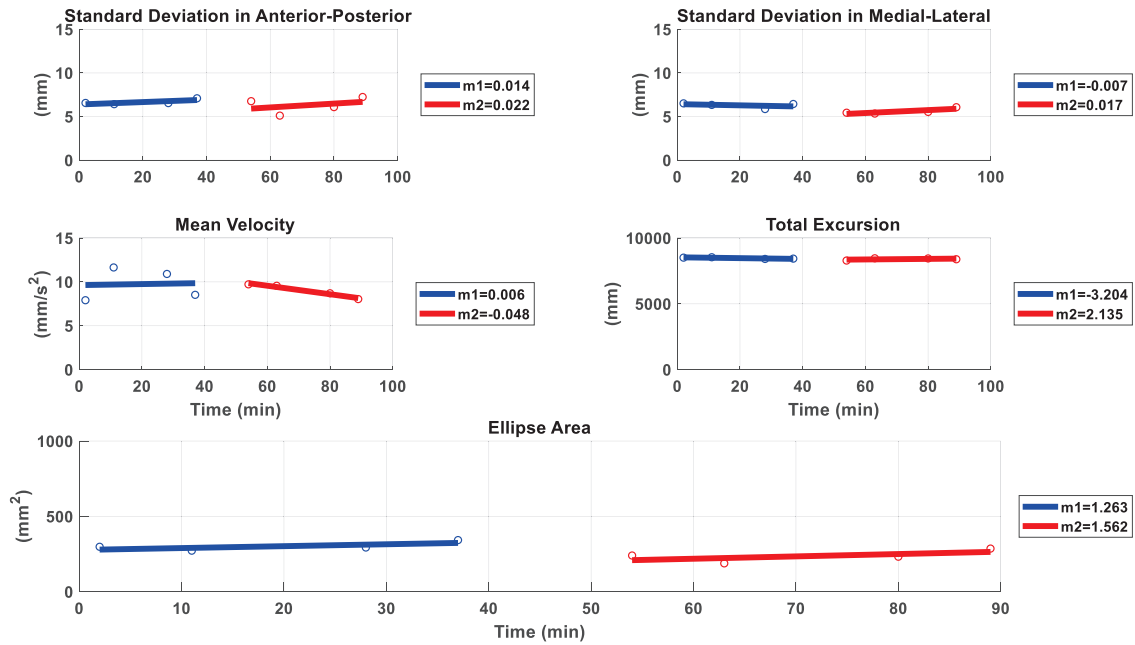 Standard Deviation in Anterior-Posterior
15
10
5
0
(mm)
0 20 40 60 80 100
m1=0.014
m2=0.022
Standard Deviation in Medial-Lateral
15
10
5
0
(mm)
0 20 40 60 80 100
m1=-0.007
m2=0.017
Mean Velocity
15
10
5
0
(mm/s²)
0 20 40 60 80 100
Time (min)
m1=0.006
m2=-0.048
Total Excursion
10000
5000
0
(mm)
0 20 40 60 80 100
Time (min)
m1=-3.204
m2=2.135
Ellipse Area
1000
500
0
(mm²)
0 10 20 30 40 50 60 70 80 90
Time (min)
m1=1.263
m2=1.562